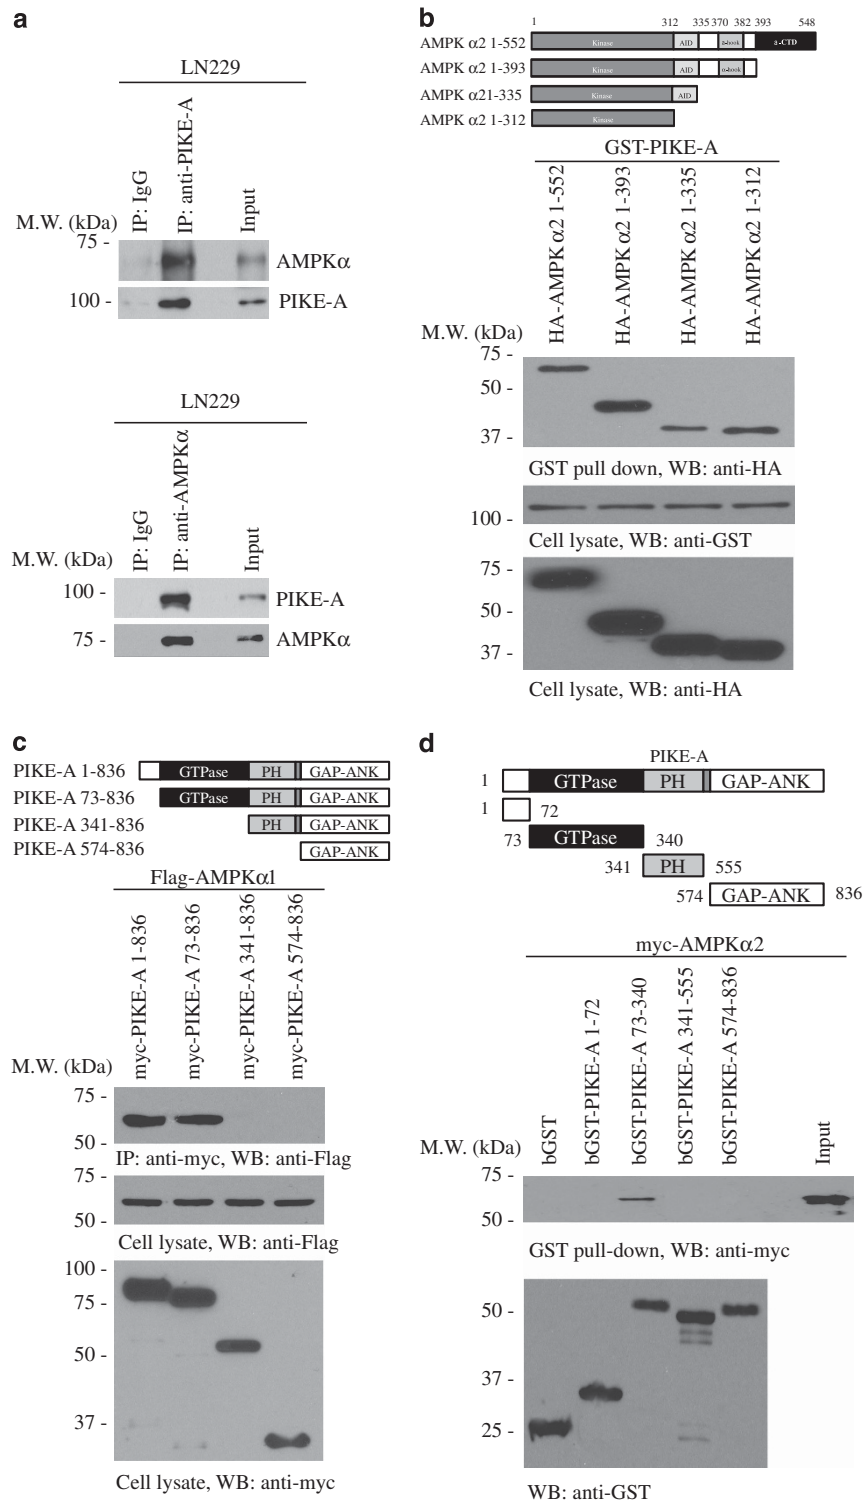 a
LN229
IP: IgG
IP: anti-PIKE-A
Input
M.W. (kDa)
75 -
AMPKα
100 -
PIKE-A
LN229
IP: IgG
IP: anti-AMPKα
Input
M.W. (kDa)
100 -
PIKE-A
75 -
AMPKα
b
1 312 335 370 382 393 548
AMPK α2 1-552 Kinase AID α-hook α-CTD
AMPK α2 1-393 Kinase AID α-hook
AMPK α21-335 Kinase AID
AMPK α2 1-312 Kinase
GST-PIKE-A
HA-AMPK α2 1-552
HA-AMPK α2 1-393
HA-AMPK α2 1-335
HA-AMPK α2 1-312
M.W. (kDa)
75 -
50 -
37 -
GST pull down, WB: anti-HA
100 -
Cell lysate, WB: anti-GST
75 -
50 -
37 -
Cell lysate, WB: anti-HA
c
PIKE-A 1-836 GTPase PH GAP-ANK
PIKE-A 73-836 GTPase PH GAP-ANK
PIKE-A 341-836 PH GAP-ANK
PIKE-A 574-836 GAP-ANK
Flag-AMPKα1
myc-PIKE-A 1-836
myc-PIKE-A 73-836
myc-PIKE-A 341-836
myc-PIKE-A 574-836
M.W. (kDa)
75 -
50 -
IP: anti-myc, WB: anti-Flag
75 -
50 -
Cell lysate, WB: anti-Flag
100 -
75 -
50 -
37 -
Cell lysate, WB: anti-myc
d
PIKE-A
1 GTPase PH GAP-ANK
1 72
73 GTPase 340
341 PH 555
574 GAP-ANK 836
myc-AMPKα2
bGST
bGST-PIKE-A 1-72
bGST-PIKE-A 73-340
bGST-PIKE-A 341-555
bGST-PIKE-A 574-836
Input
M.W. (kDa)
75 -
50 -
GST pull-down, WB: anti-myc
50 -
37 -
25 -
WB: anti-GST